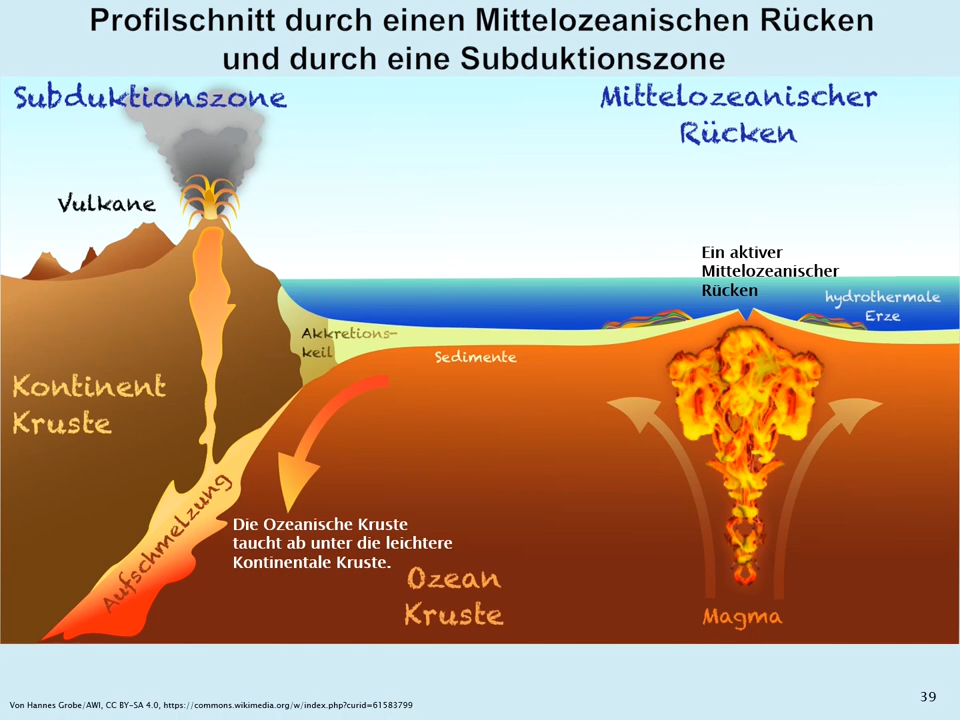 Profilschnitt durch einen Mittelozeanischen Rücken
und durch eine Subduktionszone
Subduktionszone
Mittelozeanischer
Rücken
Vulkane
Ein aktiver
Mittelozeanischer
Rücken
hydrothermale
Erze
Akkretions-
keil
Sedimente
Kontinent
Kruste
Aufschmelzung
Die Ozeanische Kruste
taucht ab unter die leichtere
Kontinentale Kruste.
Ozean
Kruste
Magma
39
Von Hannes Grobe/AWI, CC BY-SA 4.0, https://commons.wikimedia.org/w/index.php?curid=61583799